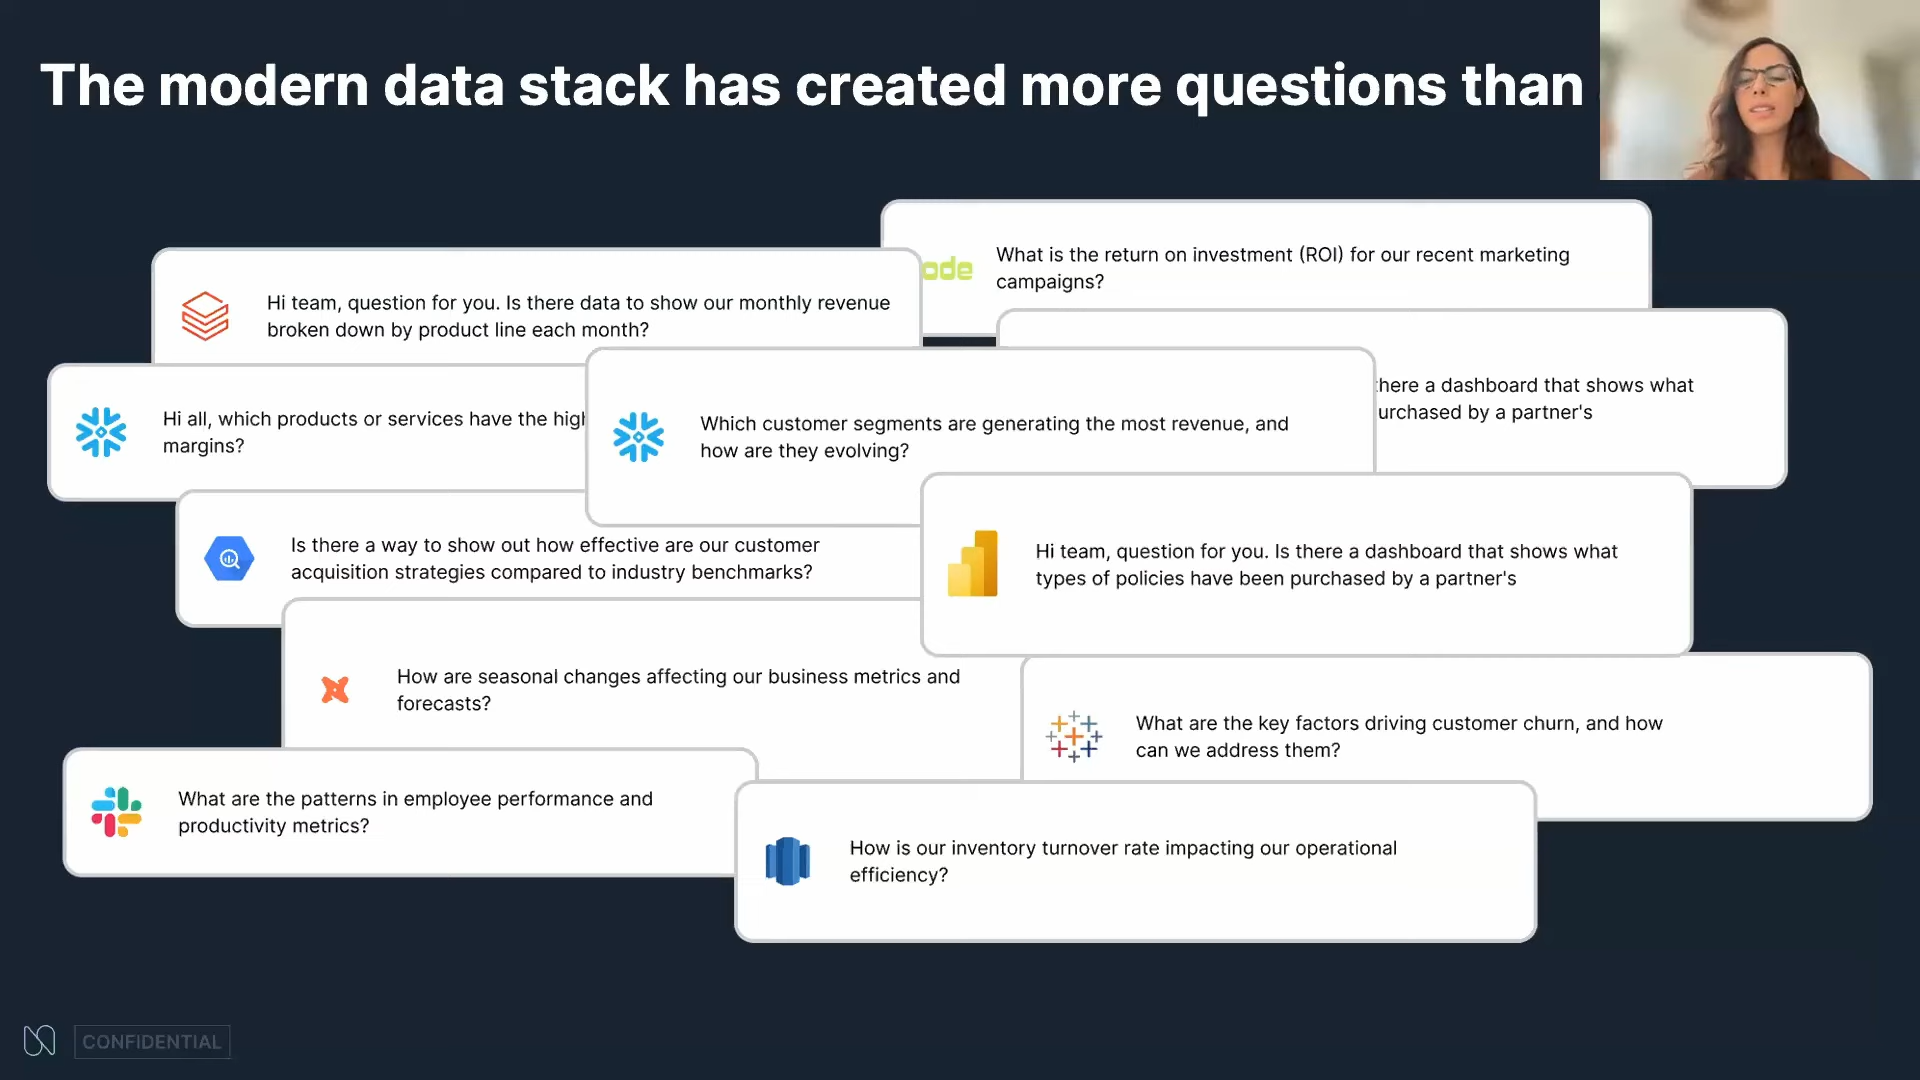 The modern data stack has created more questions than
ode
What is the return on investment (ROI) for our recent marketing
campaigns?
Hi team, question for you. Is there data to show our monthly revenue
broken down by product line each month?
here a dashboard that shows what
urchased by a partner's
Hi all, which products or services have the high
margins?
Which customer segments are generating the most revenue, and
how are they evolving?
Is there a way to show out how effective are our customer
acquisition strategies compared to industry benchmarks?
Hi team, question for you. Is there a dashboard that shows what
types of policies have been purchased by a partner's
How are seasonal changes affecting our business metrics and
forecasts?
What are the key factors driving customer churn, and how
can we address them?
What are the patterns in employee performance and
productivity metrics?
How is our inventory turnover rate impacting our operational
efficiency?
CONFIDENTIAL